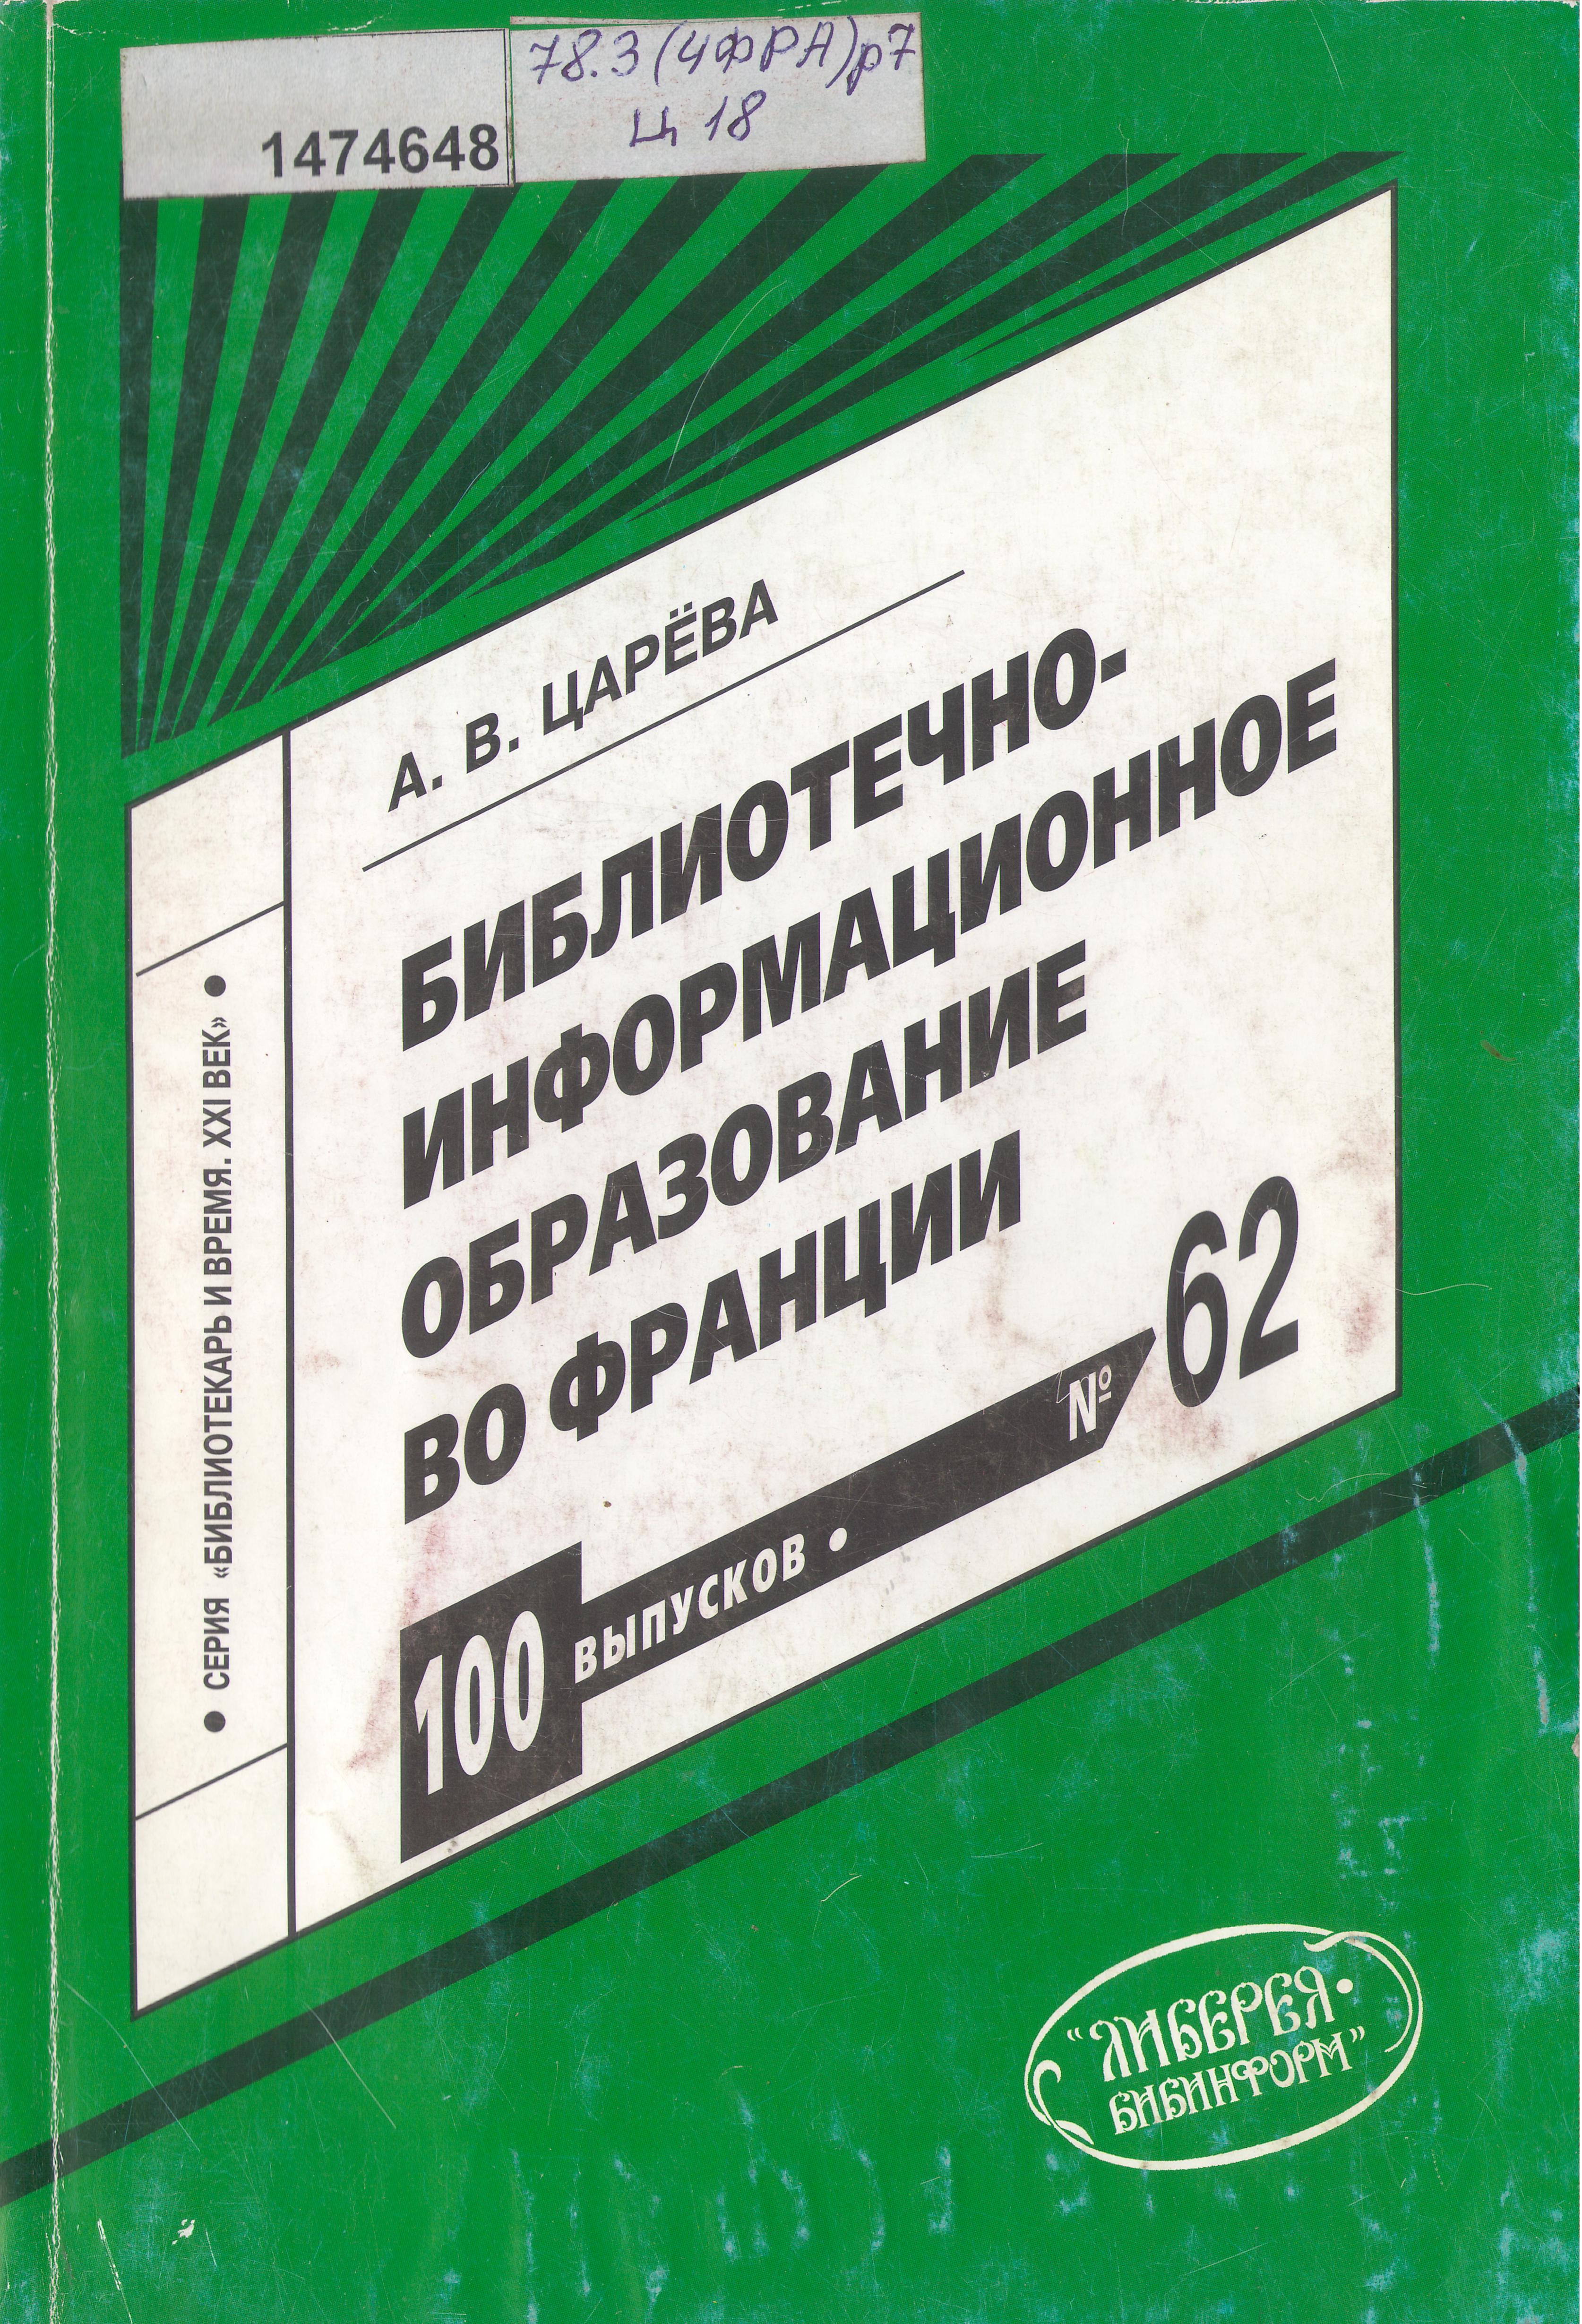 1474648
78.3(4ФРА)р7
Ц 18
А. В. ЦАРЁВА
БИБЛИОТЕЧНО-
ИНФОРМАЦИОННОЕ
ОБРАЗОВАНИЕ
ВО ФРАНЦИИ
100 ВЫПУСКОВ • № 62
• СЕРИЯ «БИБЛИОТЕКАРЬ И ВРЕМЯ. XXI ВЕК» •
"ЛИБЕРЕЯ-
БИБИНФОРМ"